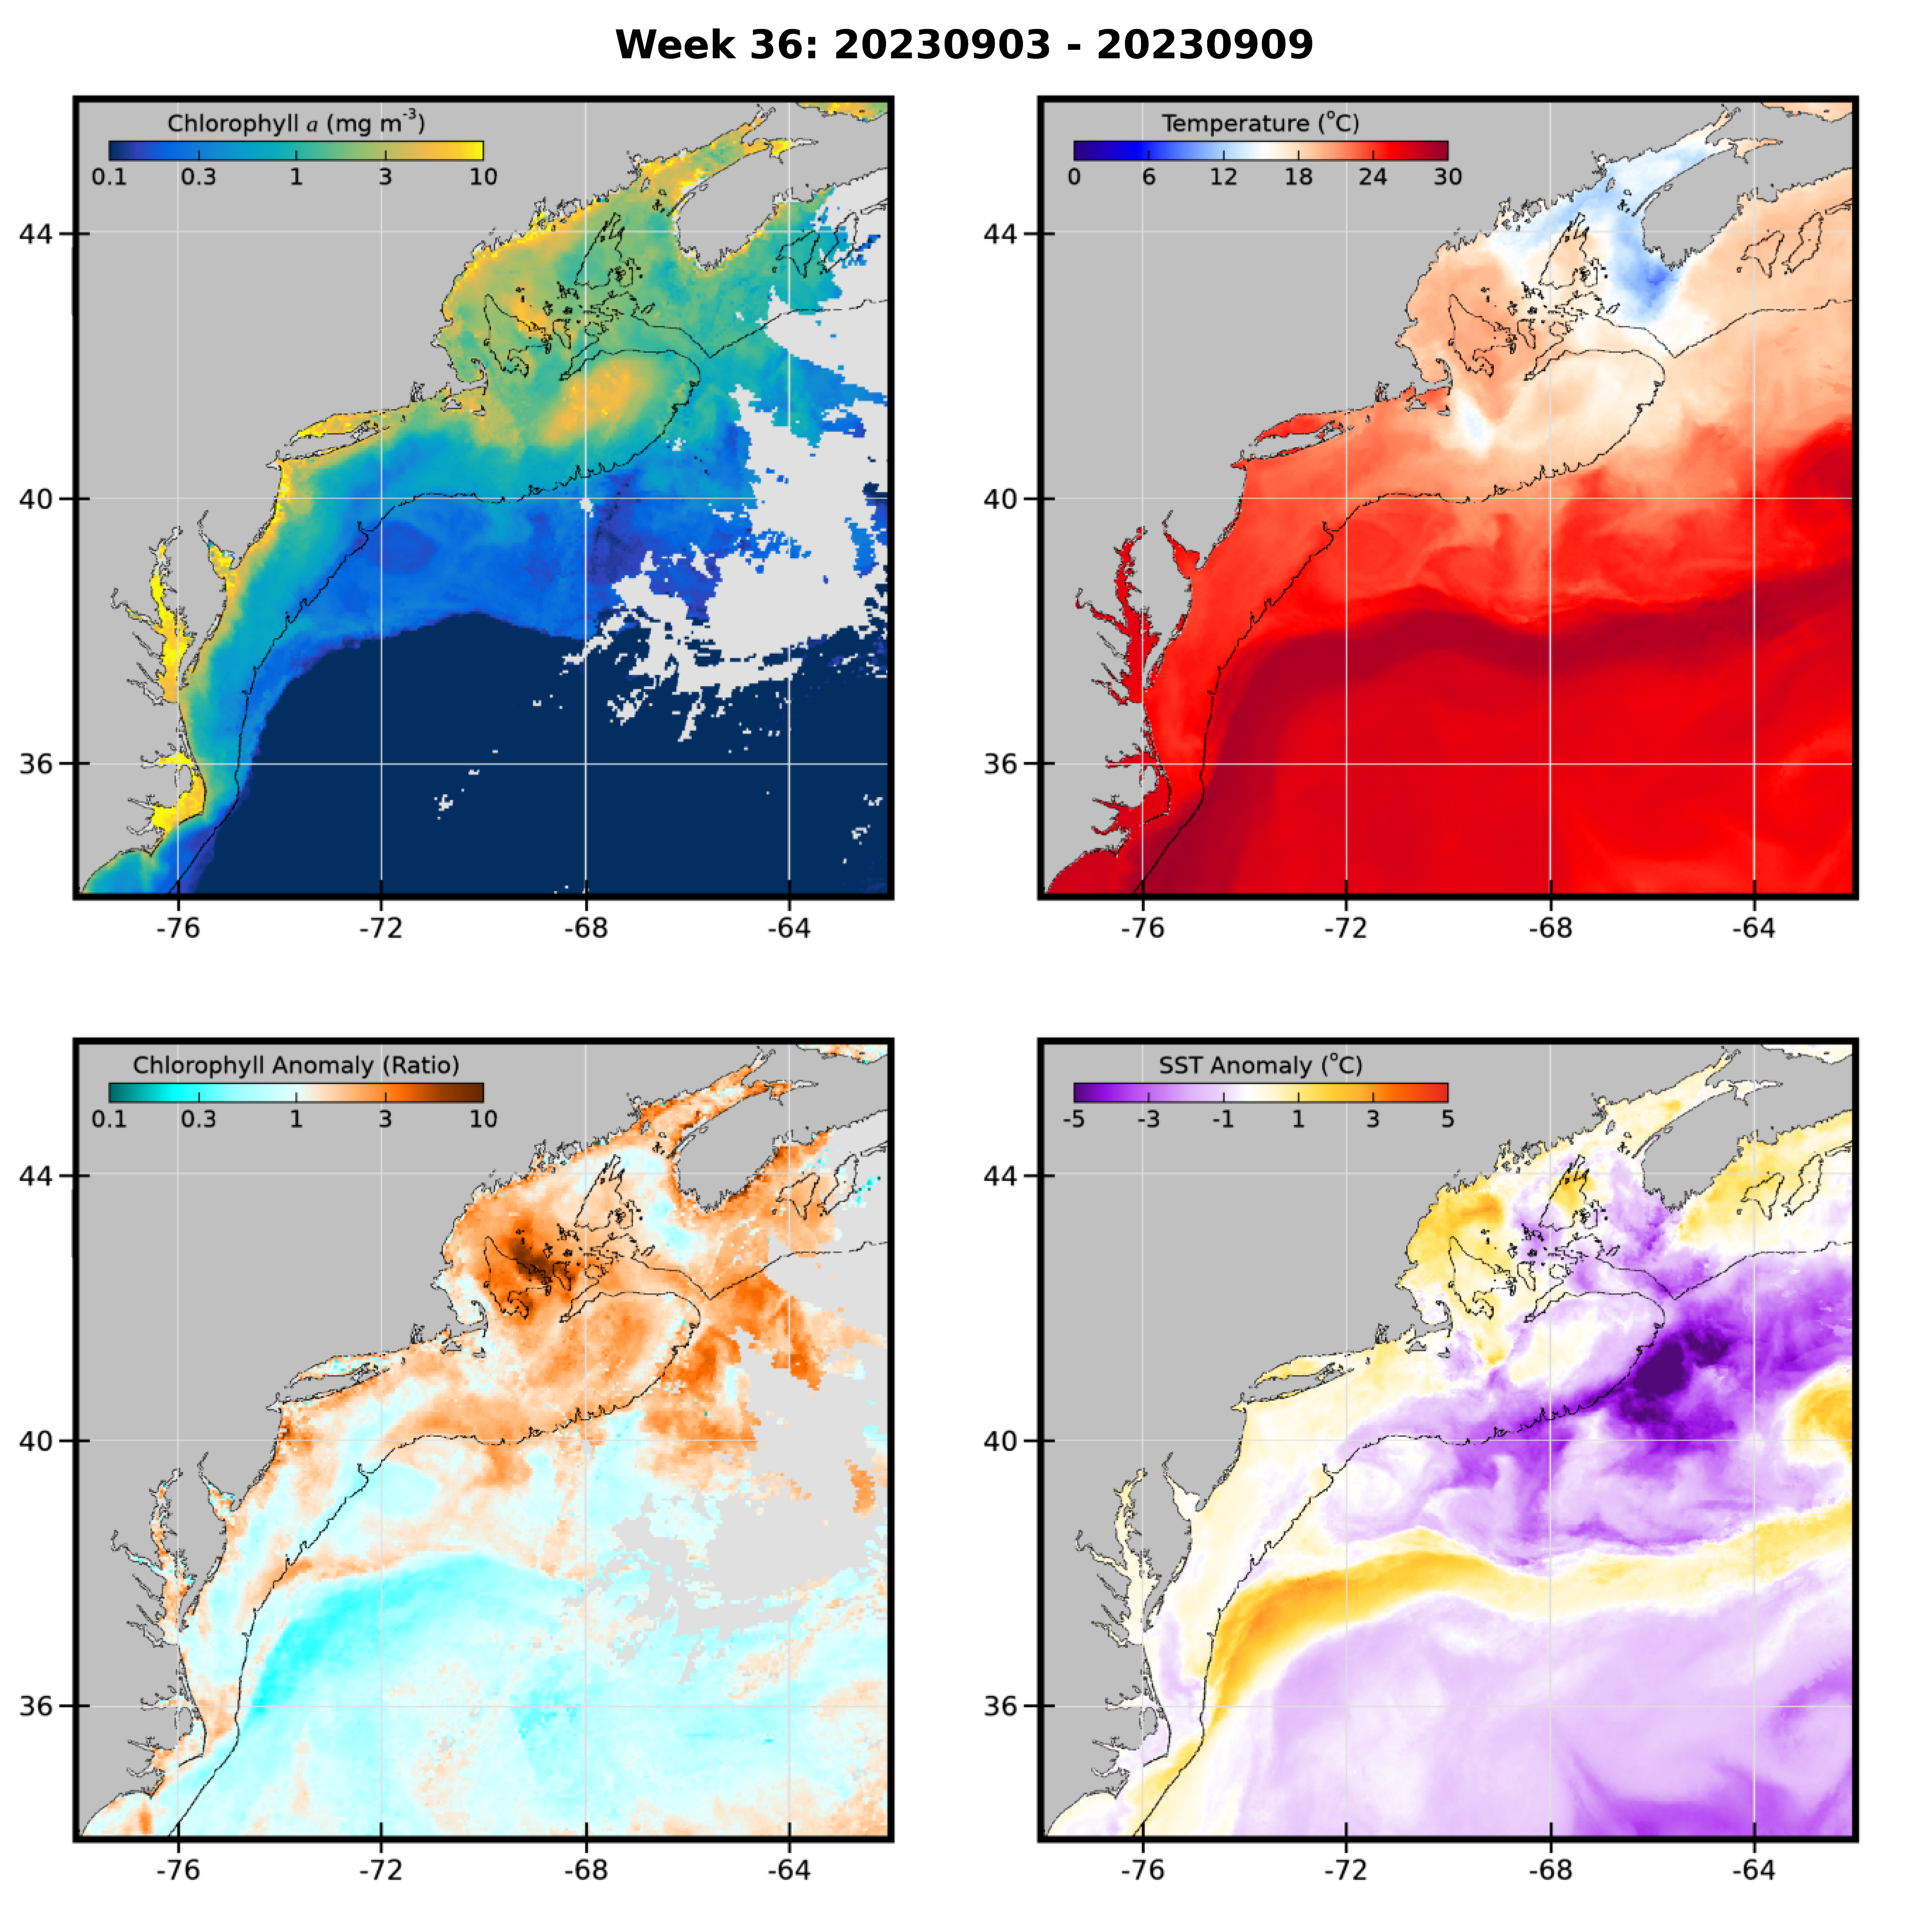 Week 36: 20230903 - 20230909
Chlorophyll a (mg m-3)
0.1 0.3 1 3 10
44
40
36
-76 -72 -68 -64
Temperature (oC)
0 6 12 18 24 30
44
40
36
-76 -72 -68 -64
Chlorophyll Anomaly (Ratio)
0.1 0.3 1 3 10
44
40
36
-76 -72 -68 -64
SST Anomaly (oC)
-5 -3 -1 1 3 5
44
40
36
-76 -72 -68 -64